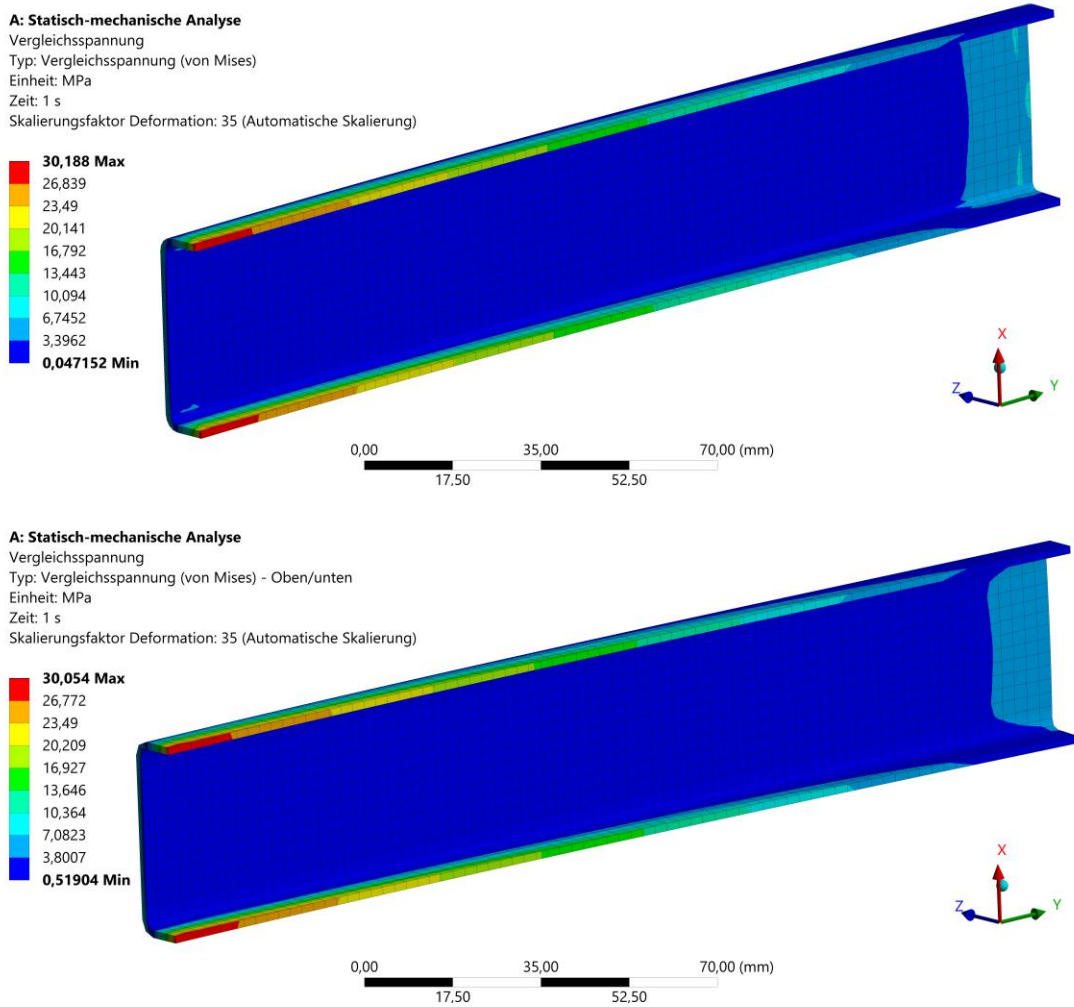 A: Statisch-mechanische Analyse
Vergleichsspannung
Typ: Vergleichsspannung (von Mises)
Einheit: MPa
Zeit: 1 s
Skalierungsfaktor Deformation: 35 (Automatische Skalierung)
30,188 Max
26,839
23,49
20,141
16,792
13,443
10,094
6,7452
3,3962
0,047152 Min
X
Z
Y
0,00 35,00 70,00 (mm)
17,50 52,50
A: Statisch-mechanische Analyse
Vergleichsspannung
Typ: Vergleichsspannung (von Mises) - Oben/unten
Einheit: MPa
Zeit: 1 s
Skalierungsfaktor Deformation: 35 (Automatische Skalierung)
30,054 Max
26,772
23,49
20,209
16,927
13,646
10,364
7,0823
3,8007
0,51904 Min
X
Z
Y
0,00 35,00 70,00 (mm)
17,50 52,50